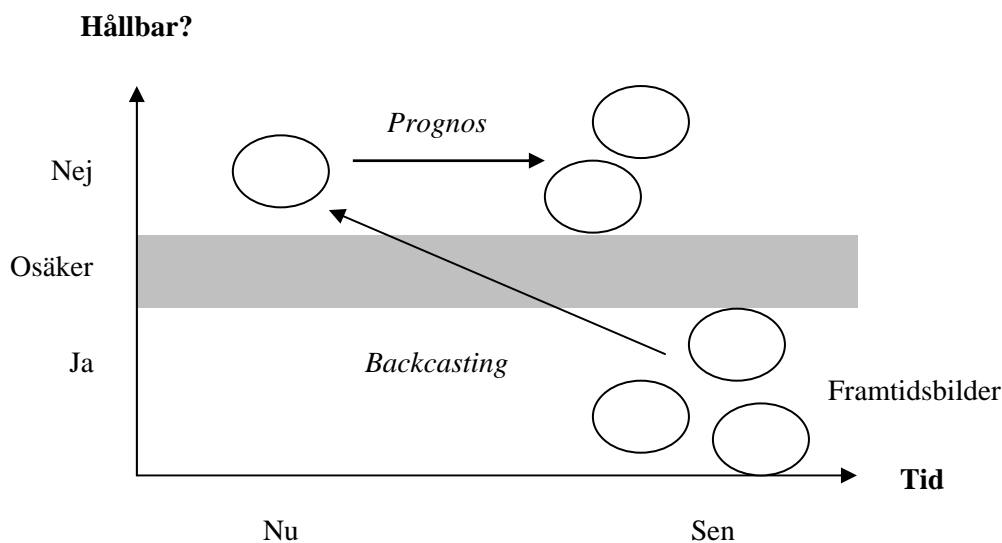 Hållbar?
Prognos
Nej
Osäker
Ja
Backcasting
Framtidsbilder
Tid
Nu
Sen